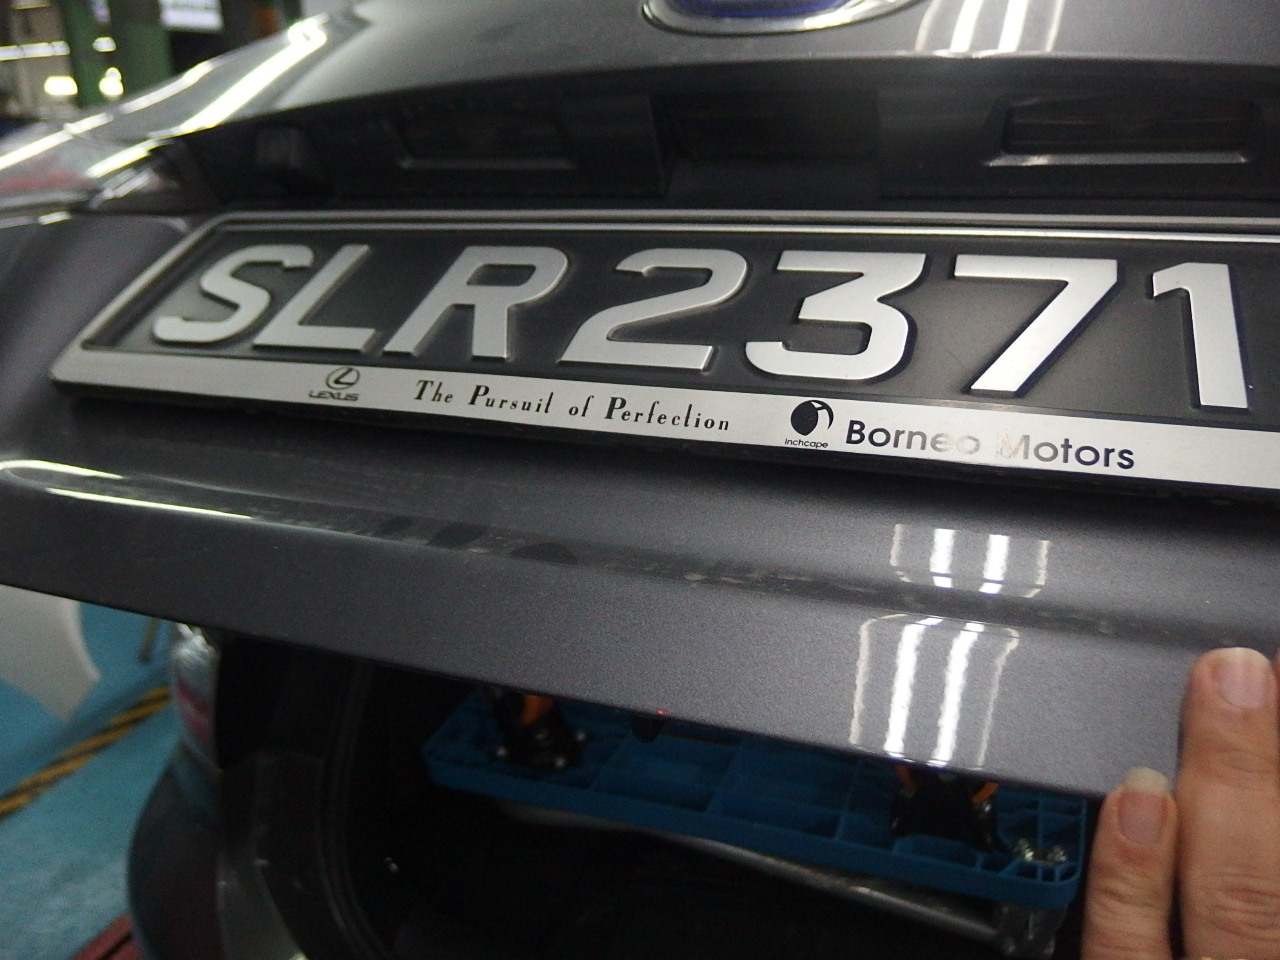 SLR2371
LEXUS The Pursuit of Perfection inchcape Borneo Motors